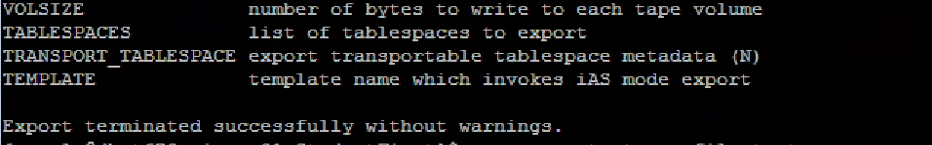 VOLSIZE number of bytes to write to each tape volume
TABLESPACES list of tablespaces to export
TRANSPORT_TABLESPACE export transportable tablespace metadata (N)
TEMPLATE template name which invokes iAS mode export
Export terminated successfully without warnings.